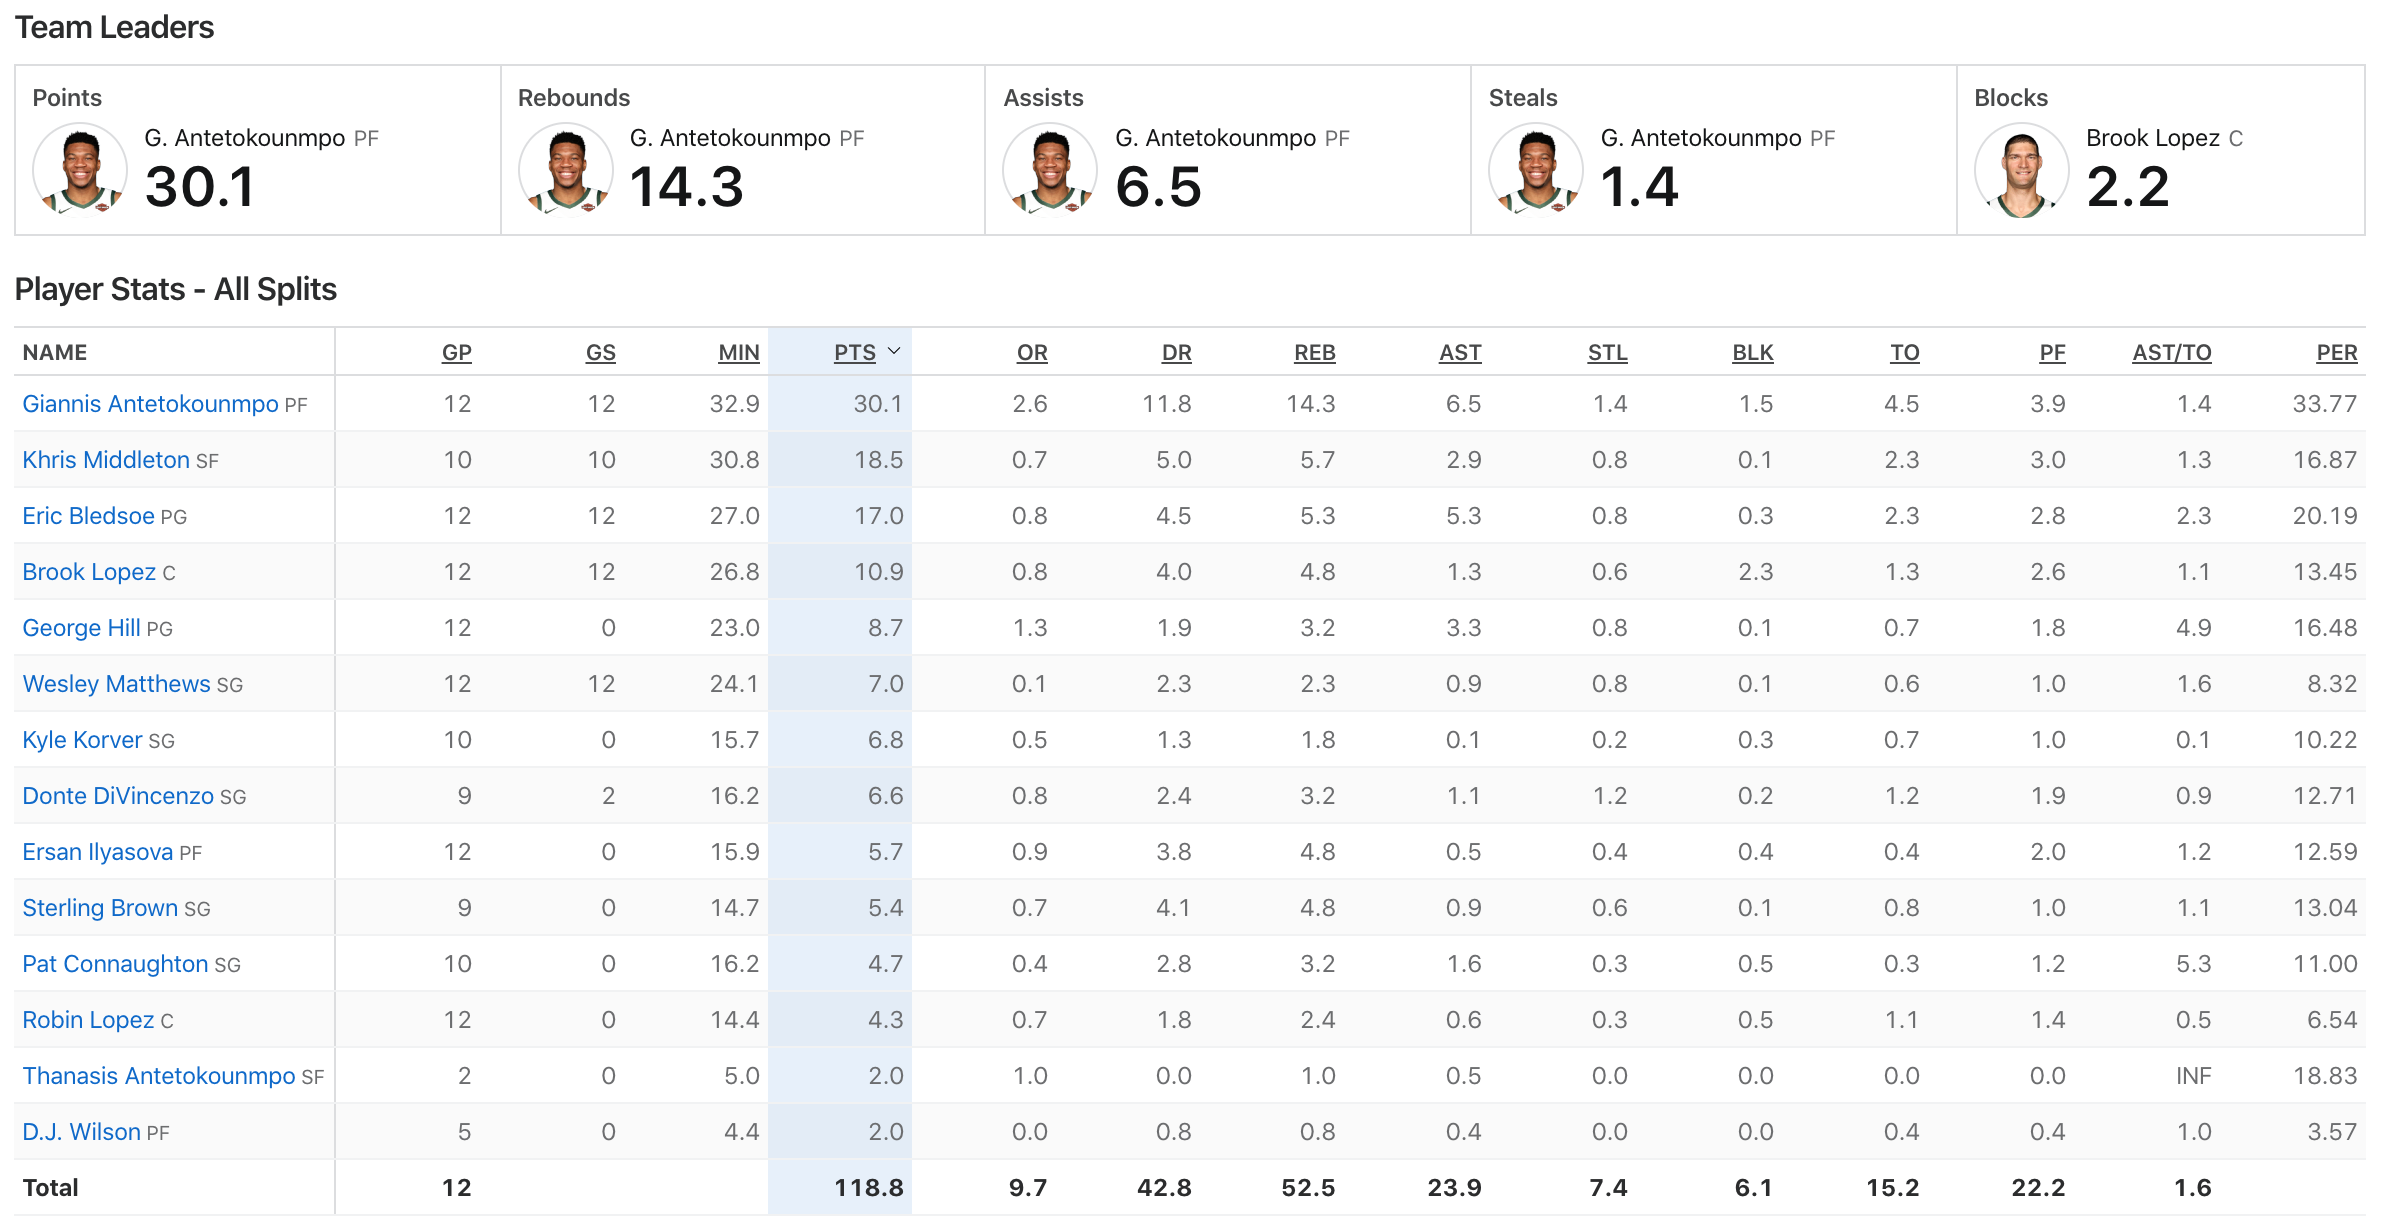 Team Leaders
Points Rebounds Assists Steals Blocks
G. Antetokounmpo PF G. Antetokounmpo PF G. Antetokounmpo PF G. Antetokounmpo PF Brook Lopez C
30.1 14.3 6.5 1.4 2.2
Player Stats - All Splits
NAME GP GS MIN PTS OR DR REB AST STL BLK TO PF AST/TO PER
Giannis Antetokounmpo PF 12 12 32.9 30.1 2.6 11.8 14.3 6.5 1.4 1.5 4.5 3.9 1.4 33.77
Khris Middleton SF 10 10 30.8 18.5 0.7 5.0 5.7 2.9 0.8 0.1 2.3 3.0 1.3 16.87
Eric Bledsoe PG 12 12 27.0 17.0 0.8 4.5 5.3 5.3 0.8 0.3 2.3 2.8 2.3 20.19
Brook Lopez C 12 12 26.8 10.9 0.8 4.0 4.8 1.3 0.6 2.3 1.3 2.6 1.1 13.45
George Hill PG 12 0 23.0 8.7 1.3 1.9 3.2 3.3 0.8 0.1 0.7 1.8 4.9 16.48
Wesley Matthews SG 12 12 24.1 7.0 0.1 2.3 2.3 0.9 0.8 0.1 0.6 1.0 1.6 8.32
Kyle Korver SG 10 0 15.7 6.8 0.5 1.3 1.8 0.1 0.2 0.3 0.7 1.0 0.1 10.22
Donte DiVincenzo SG 9 2 16.2 6.6 0.8 2.4 3.2 1.1 1.2 0.2 1.2 1.9 0.9 12.71
Ersan Ilyasova PF 12 0 15.9 5.7 0.9 3.8 4.8 0.5 0.4 0.4 0.4 2.0 1.2 12.59
Sterling Brown SG 9 0 14.7 5.4 0.7 4.1 4.8 0.9 0.6 0.1 0.8 1.0 1.1 13.04
Pat Connaughton SG 10 0 16.2 4.7 0.4 2.8 3.2 1.6 0.3 0.5 0.3 1.2 5.3 11.00
Robin Lopez C 12 0 14.4 4.3 0.7 1.8 2.4 0.6 0.3 0.5 1.1 1.4 0.5 6.54
Thanasis Antetokounmpo SF 2 0 5.0 2.0 1.0 0.0 1.0 0.5 0.0 0.0 0.0 0.0 INF 18.83
D.J. Wilson PF 5 0 4.4 2.0 0.0 0.8 0.8 0.4 0.0 0.0 0.4 0.4 1.0 3.57
Total 12 118.8 9.7 42.8 52.5 23.9 7.4 6.1 15.2 22.2 1.6